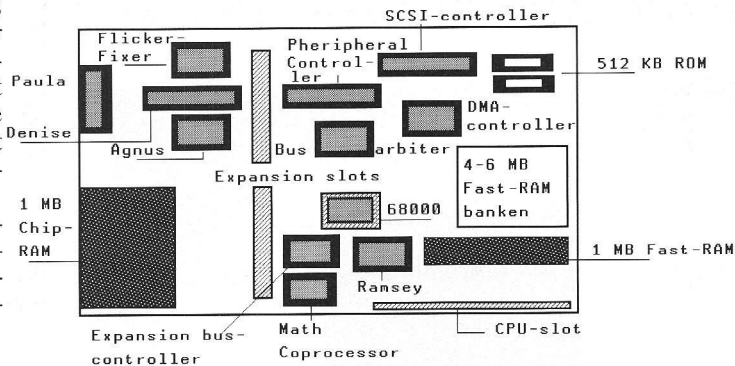 SCSI-controller
Flicker-
Fixer
Pheripheral
Control-
ler
512 KB ROM
Paula
DMA-
controller
Denise
Agnus
Bus arbiter
Expansion slots
4-6 MB
Fast-RAM
banken
1 MB
Chip-
RAM
68000
1 MB Fast-RAM
Ramsey
Expansion bus-
controller
Math
Coprocessor
CPU-slot